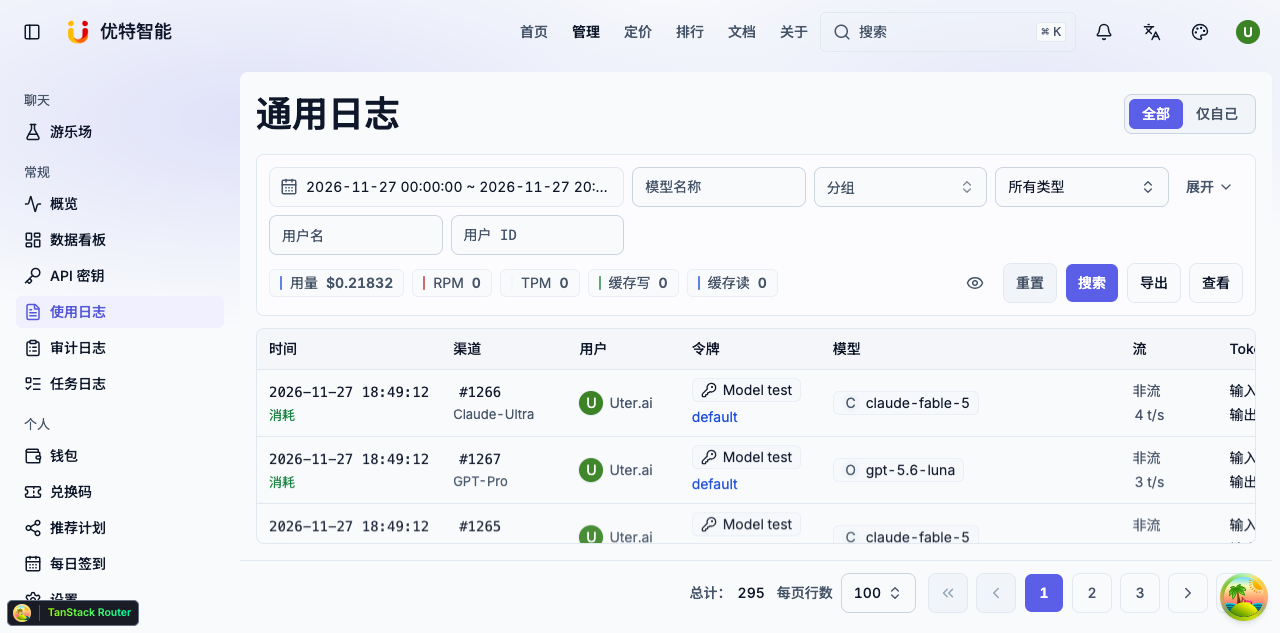 优特智能
首页 管理 定价 排行 文档 关于 搜索 ⌘ K U
聊天
游乐场
常规
概览
数据看板
API 密钥
使用日志
审计日志
任务日志
个人
钱包
兑换码
推荐计划
每日签到
设置
TanStack Router
通用日志
全部 仅自己
2026-11-27 00:00:00 ~ 2026-11-27 20:... 模型名称 分组 所有类型 展开
用户名 用户 ID
用量 $0.21832 RPM 0 TPM 0 缓存写 0 缓存读 0 重置 搜索 导出 查看
时间 渠道 用户 令牌 模型 流 Toke
2026-11-27 18:49:12 #1266 U Uter.ai Model test C claude-fable-5 非流 输入
消耗 Claude-Ultra default 4 t/s 输出
2026-11-27 18:49:12 #1267 U Uter.ai Model test O gpt-5.6-luna 非流 输入
消耗 GPT-Pro default 3 t/s 输出
2026-11-27 18:49:12 #1265 U Uter.ai Model test C claude-fable-5 非流 输入
总计： 295 每页行数 100 1 2 3